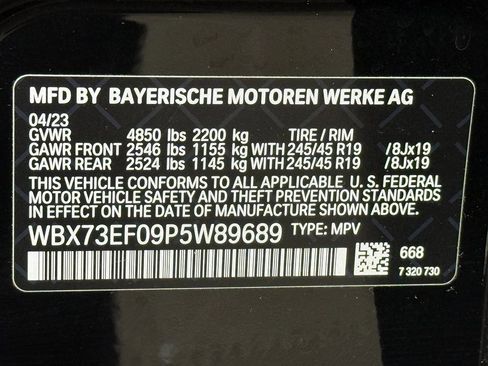 MFD BY BAYERISCHE MOTOREN WERKE AG
04/23
GVWR 4850 lbs 2200 kg TIRE / RIM
GAWR FRONT 2546 lbs 1155 kg WITH 245/45 R19 /8Jx19
GAWR REAR 2524 lbs 1145 kg WITH 245/45 R19 /8Jx19
THIS VEHICLE CONFORMS TO ALL APPLICABLE U. S. FEDERAL
MOTOR VEHICLE SAFETY AND THEFT PREVENTION STANDARDS
IN EFFECT ON THE DATE OF MANUFACTURE SHOWN ABOVE.
WBX73EF09P5W89689 TYPE: MPV
668
7 320 730